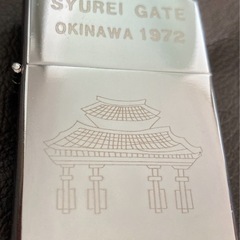 SYUREI GATE
OKINAWA 1972